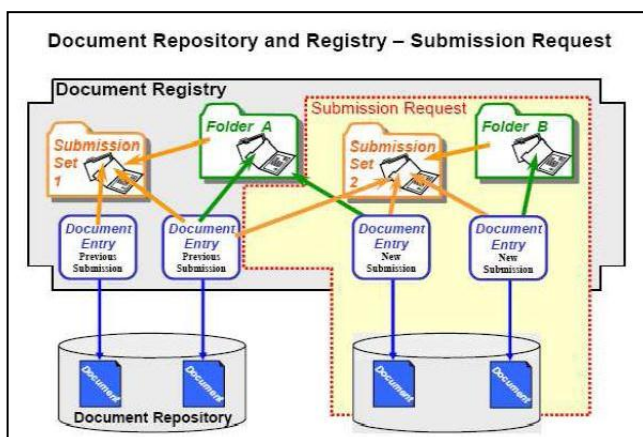 Document Repository and Registry – Submission Request
Document Registry
Submission Request
Submission
Set
1
Folder A
Submission
Set
2
Folder B
Document
Entry
Previous
Submission
Document
Entry
Previous
Submission
Document
Entry
New
Submission
Document
Entry
New
Submission
Document
Document
Document
Document
Document Repository